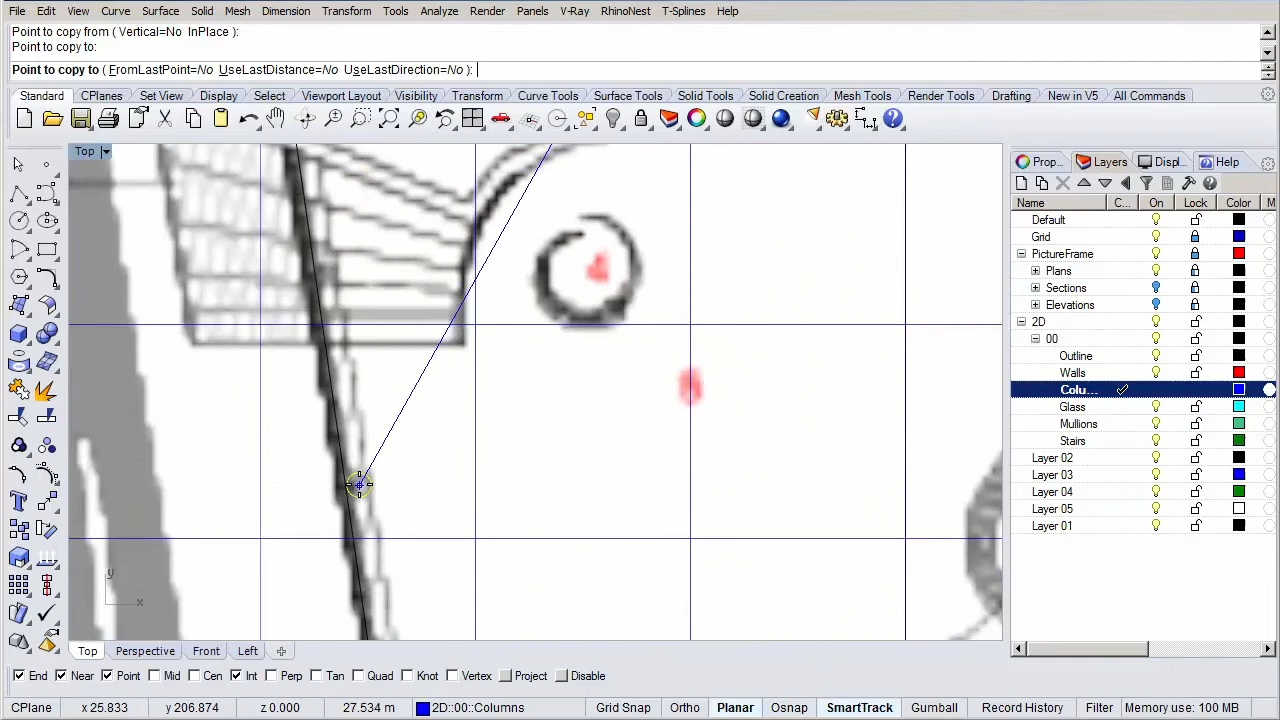 File Edit View Curve Surface Solid Mesh Dimension Transform Tools Analyze Render Panels V-Ray RhinoNest T-Splines Help
Point to copy from ( Vertical=No InPlace ):
Point to copy to:
Point to copy to ( FromLastPoint=No UseLastDistance=No UseLastDirection=No ):
Standard CPlanes Set View Display Select Viewport Layout Visibility Transform Curve Tools Surface Tools Solid Tools Solid Creation Mesh Tools Render Tools Drafting New in V5 All Commands
Top
Prop... Layers Displ... Help
Name C... On Lock Color M
Default
Grid
PictureFrame
Plans
Sections
Elevations
2D
00
Outline
Walls
Colu...
Glass
Mullions
Stairs
Layer 02
Layer 03
Layer 04
Layer 05
Layer 01
y
x
Top Perspective Front Left
End Near Point Mid Cen Int Perp Tan Quad Knot Vertex Project Disable
CPlane x 25.833 y 206.874 z 0.000 27.534 m 2D::00::Columns Grid Snap Ortho Planar Osnap SmartTrack Gumball Record History Filter Memory use: 100 MB